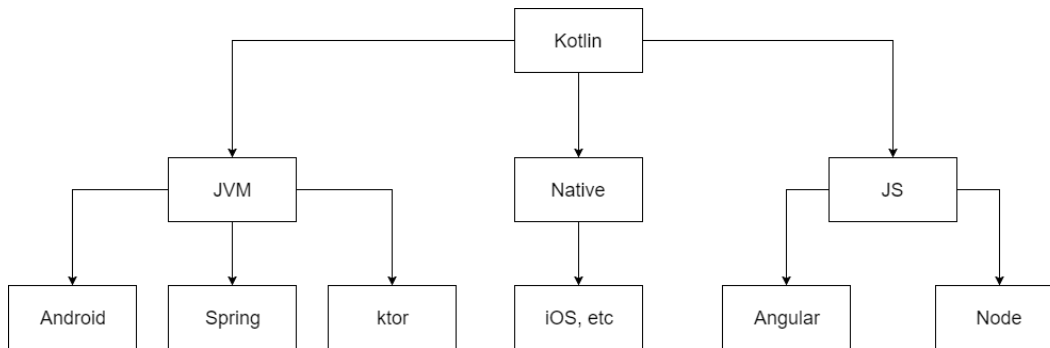 Kotlin
JVM
Native
JS
Android
Spring
ktor
iOS, etc
Angular
Node